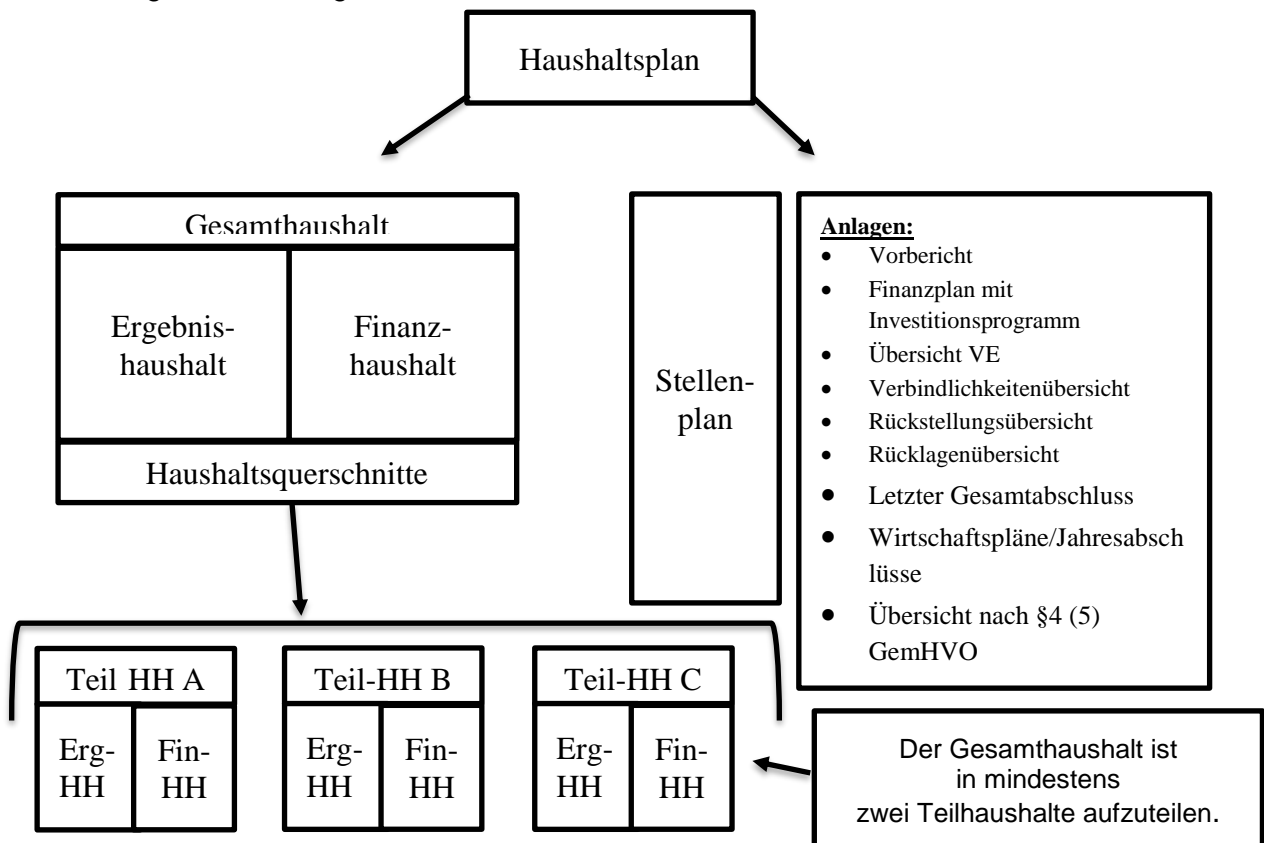 Haushaltsplan
Gesamthaushalt
Ergebnis-
haushalt
Finanz-
haushalt
Haushaltsquerschnitte
Stellen-
plan
Anlagen:
• Vorbericht
• Finanzplan mit
Investitionsprogramm
• Übersicht VE
• Verbindlichkeitenübersicht
• Rückstellungsübersicht
• Rücklagenübersicht
• Letzter Gesamtabschluss
• Wirtschaftspläne/Jahresabsch
lüsse
• Übersicht nach §4 (5)
GemHVO
Teil HH A
Erg-
HH
Fin-
HH
Teil-HH B
Erg-
HH
Fin-
HH
Teil-HH C
Erg-
HH
Fin-
HH
Der Gesamthaushalt ist
in mindestens
zwei Teilhaushalte aufzuteilen.